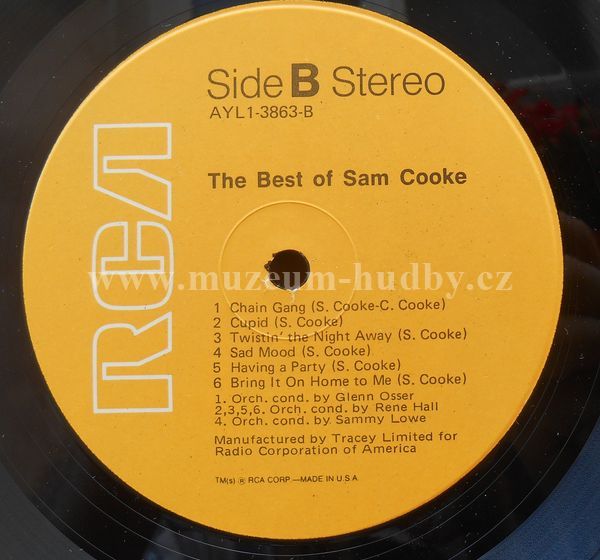 Side B Stereo
AYL1-3863-B
The Best of Sam Cooke
RCA
www.muzeum-hudby.cz
1 Chain Gang (S. Cooke-C. Cooke)
2 Cupid (S. Cooke)
3 Twistin' the Night Away (S. Cooke)
4 Sad Mood (S. Cooke)
5 Having a Party (S. Cooke)
6 Bring It On Home to Me (S. Cooke)
1. Orch. cond. by Glenn Osser
2,3,5,6. Orch. cond. by Rene Hall
4. Orch. cond. by Sammy Lowe
Manufactured by Tracey Limited for
Radio Corporation of America
TM(s) ® RCA CORP.—MADE IN U.S.A.